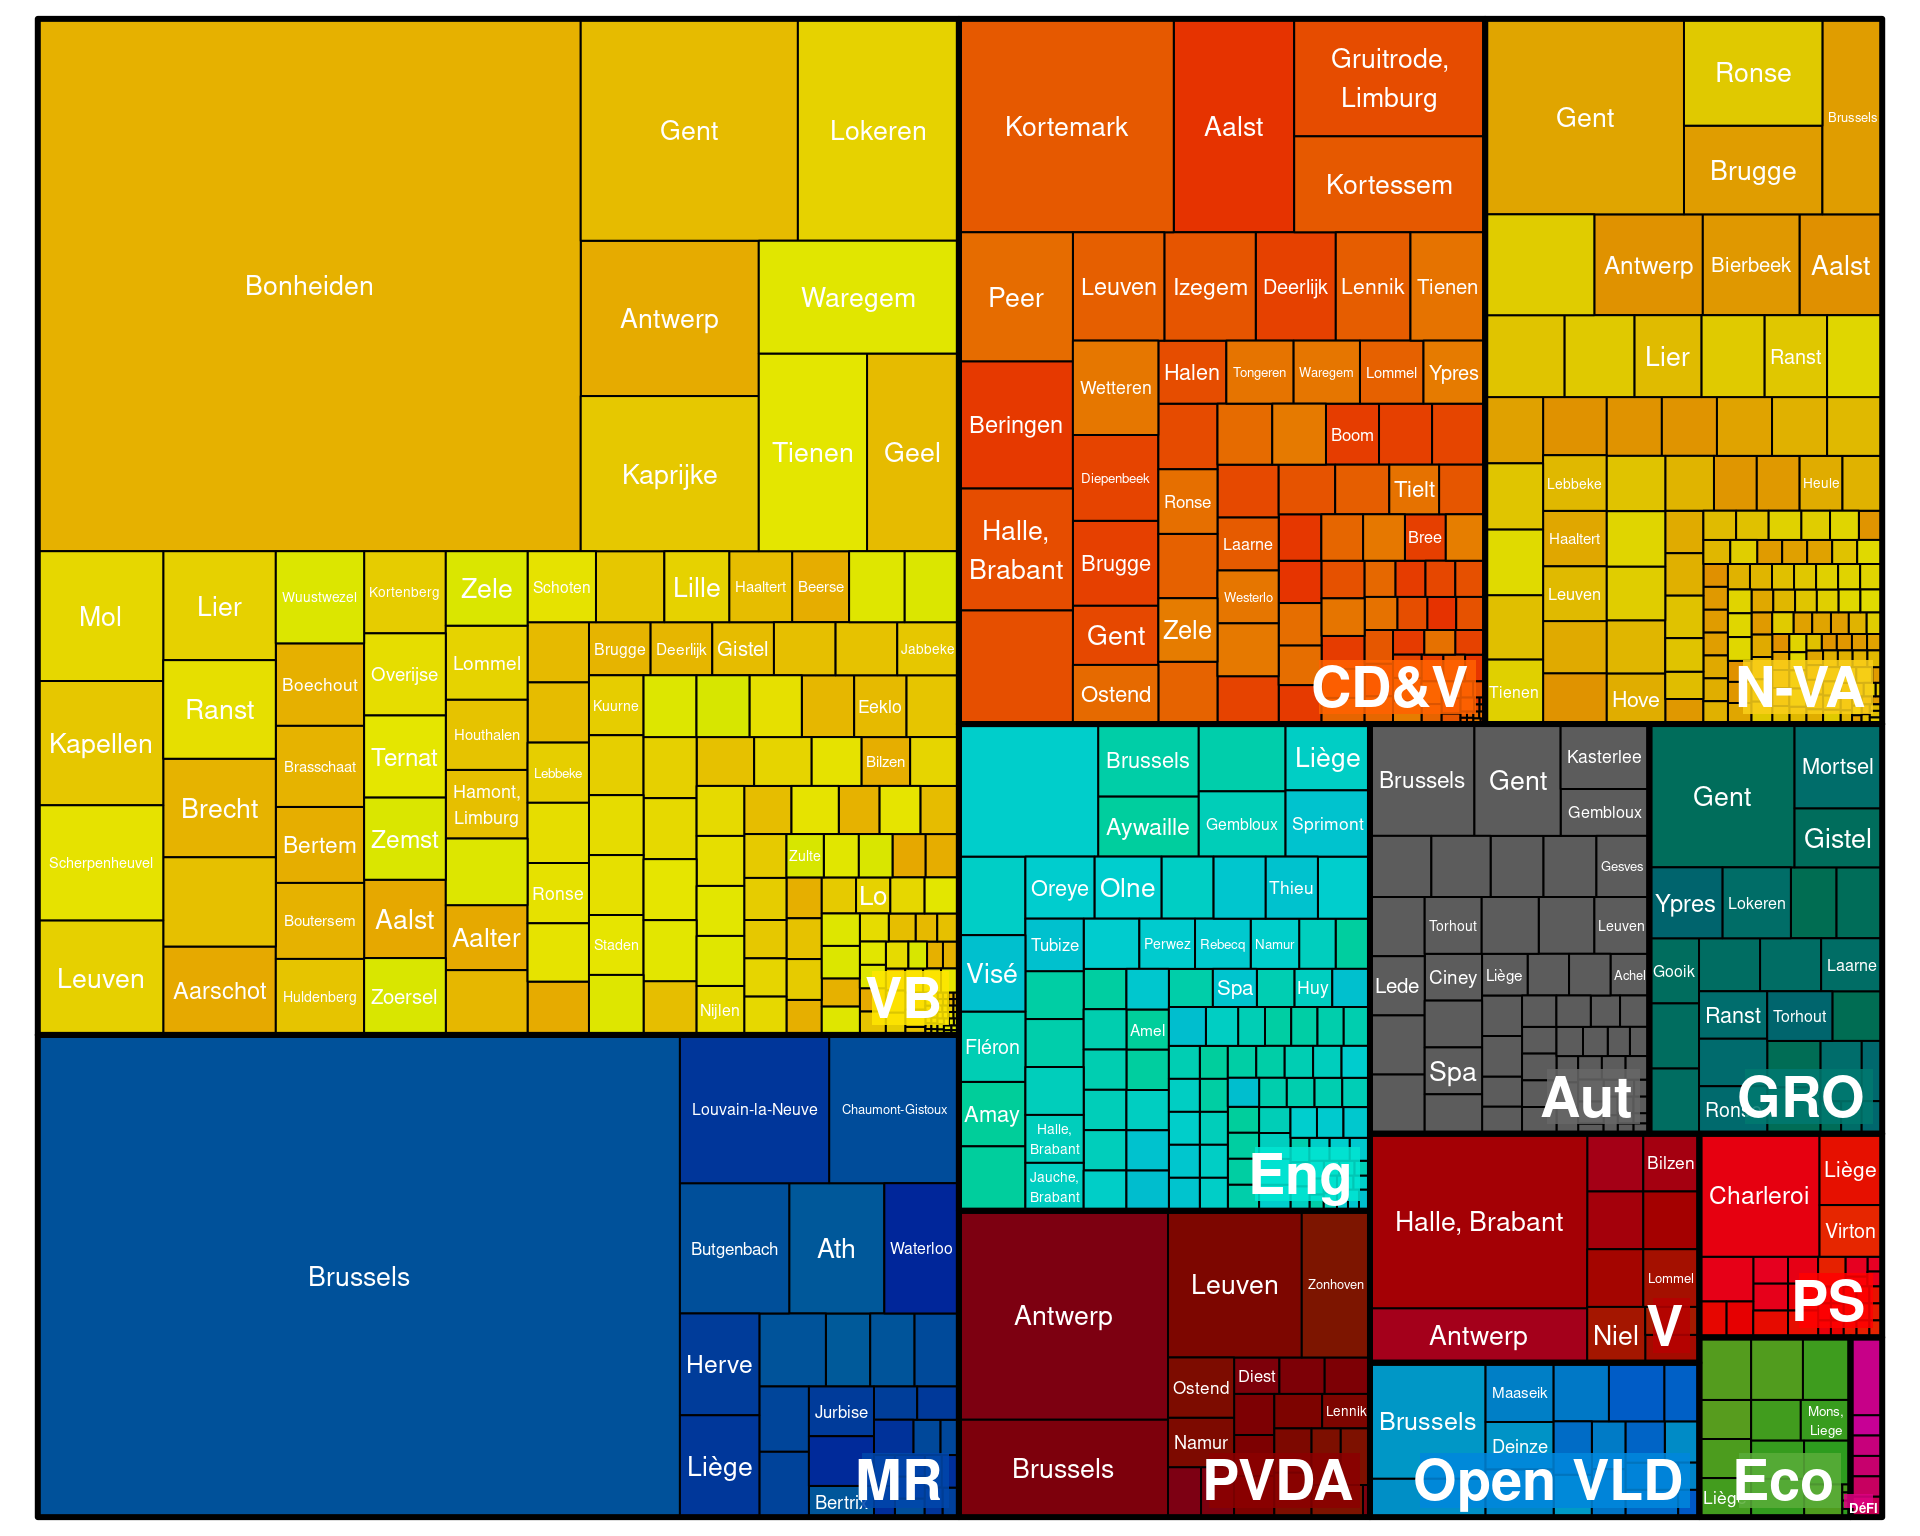 Bonheiden
Gent
Lokeren
Antwerp
Waregem
Kaprijke
Tienen
Geel
Mol
Kapellen
Scherpenheuvel
Leuven
Lier
Ranst
Brecht
Aarschot
Wuustwezel
Boechout
Brasschaat
Bertem
Boutersem
Huldenberg
Kortenberg
Overijse
Ternat
Zemst
Aalst
Zoersel
Zele
Lommel
Houthalen
Hamont,
Limburg
Aalter
Schoten
Lille
Haaltert
Beerse
Lebbeke
Ronse
Brugge
Deerlijk
Gistel
Jabbeke
Kuurne
Eeklo
Staden
Bilzen
Nijlen
Zulte
Lo
VB
Brussels
Louvain-la-Neuve
Chaumont-Gistoux
Butgenbach
Ath
Waterloo
Herve
Liège
Jurbise
MR
Kortemark
Aalst
Gruitrode,
Limburg
Kortessem
Peer
Beringen
Halle,
Brabant
Leuven
Izegem
Deerlijk
Lennik
Tienen
Wetteren
Diepenbeek
Brugge
Gent
Ostend
Halen
Tongeren
Waregem
Lommel
Ypres
Ronse
Zele
Boom
Laarne
Westerlo
Tielt
Bree
CD&V
Gent
Ronse
Brugge
Brussels
Antwerp
Bierbeek
Aalst
Lier
Ranst
Tienen
Lebbeke
Haaltert
Leuven
Hove
Heule
N-VA
Brussels
Aywaille
Liège
Gembloux
Sprimont
Visé
Fléron
Amay
Oreye
Olne
Thieu
Tubize
Halle,
Brabant
Jauche,
Brabant
Perwez
Rebecq
Namur
Amel
Spa
Huy
Eng
Brussels
Gent
Kasterlee
Gembloux
Gesves
Lede
Torhout
Leuven
Ciney
Spa
Liège
Achel
Aut
Gent
Mortsel
Gistel
Ypres
Lokeren
Gooik
Laarne
Ranst
Torhout
GRO
Antwerp
Brussels
Leuven
Zonhoven
Ostend
Namur
Diest
Lennik
PVDA
Halle, Brabant
Antwerp
Bilzen
Lommel
Niel
V
Charleroi
Liège
Virton
PS
Brussels
Maaseik
Deinze
Open VLD
Mons,
Liege
Eco
DéFI